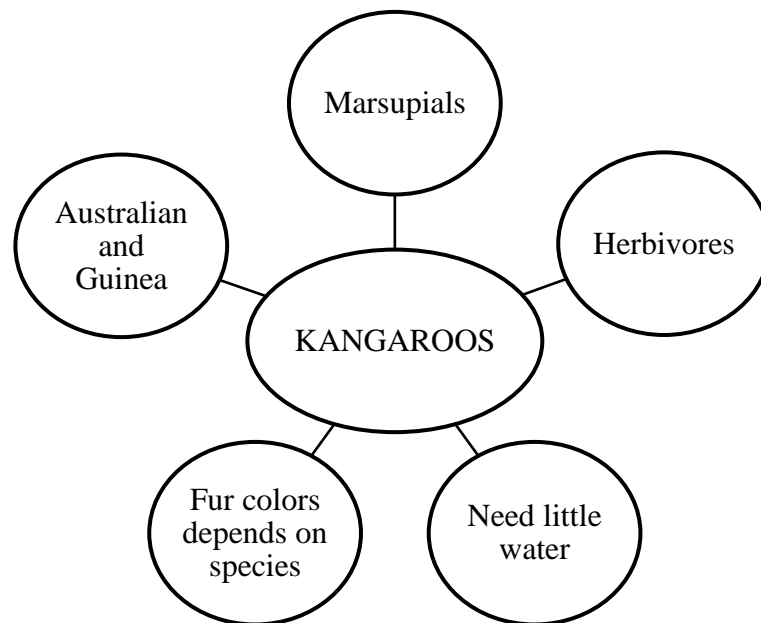 Marsupials
Australian
and
Guinea
Herbivores
KANGAROOS
Fur colors
depends on
species
Need little
water